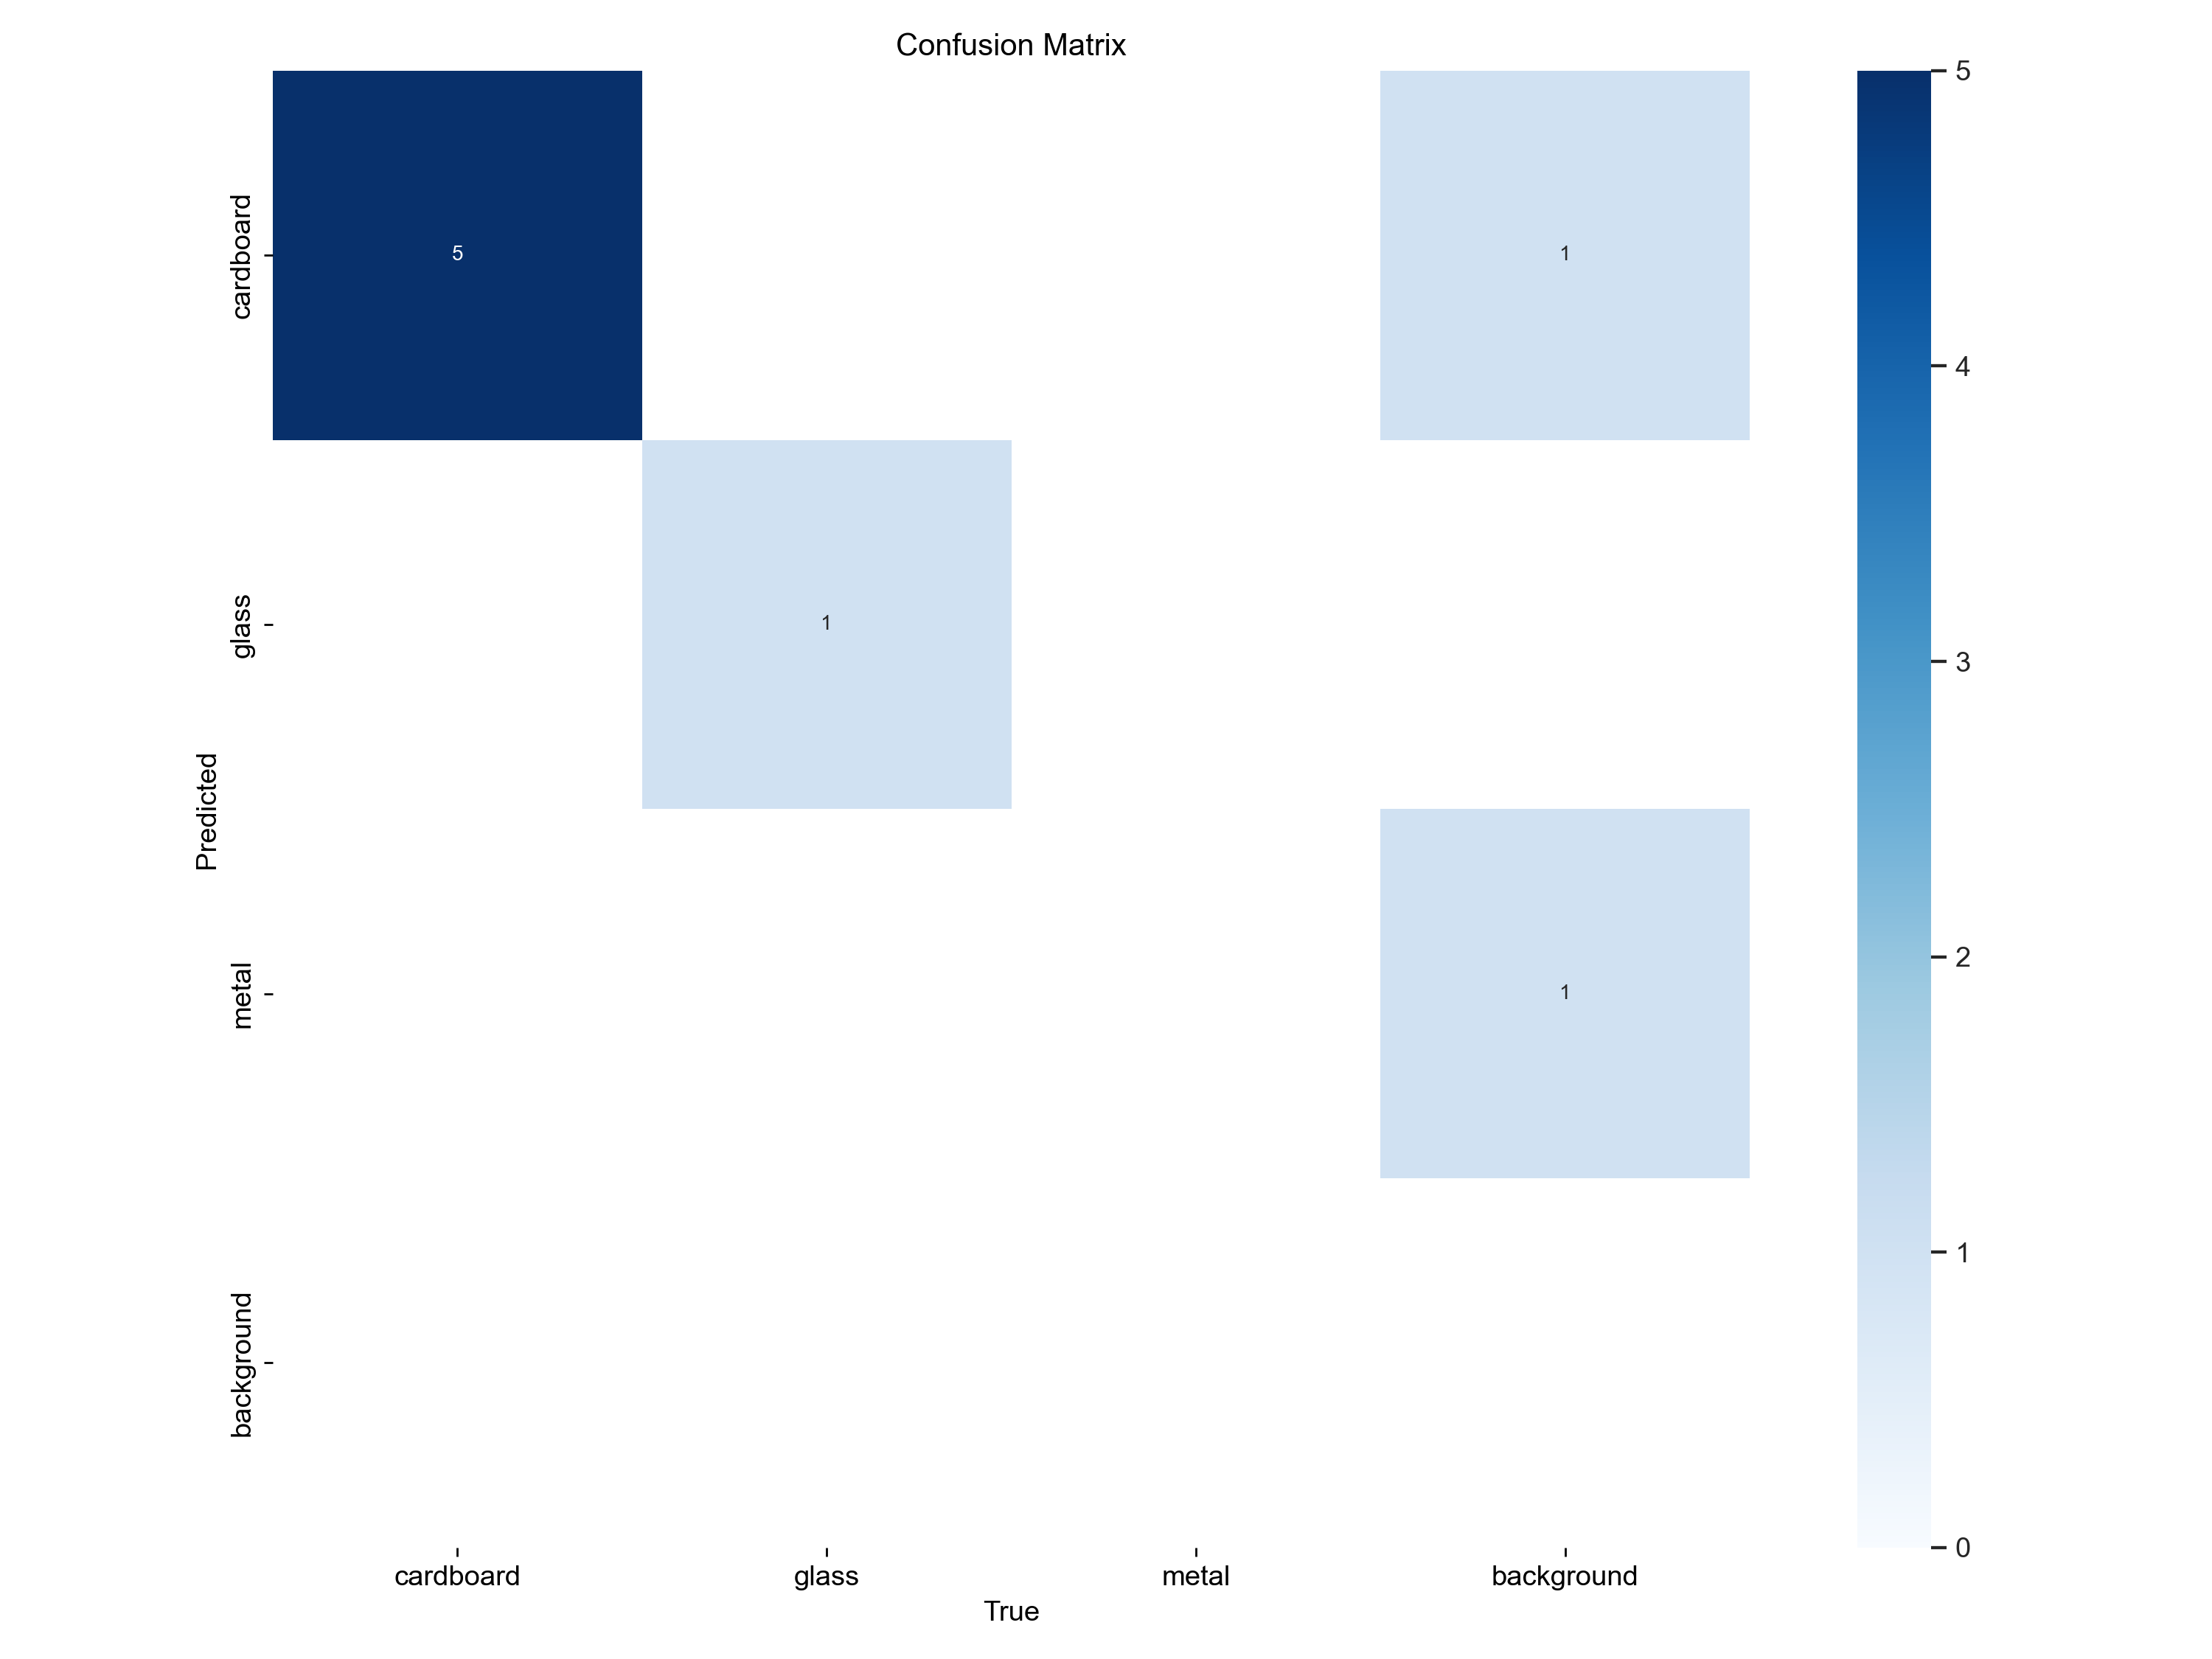 Confusion Matrix
cardboard
5
1
glass
1
metal
1
background
Predicted
cardboard
glass
metal
background
True
5
4
3
2
1
0